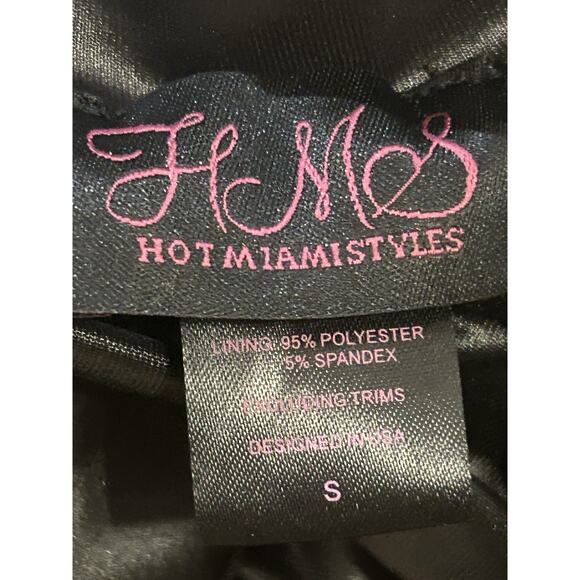 HMS
HOTMIAMISTYLES
LINING: 95% POLYESTER
5% SPANDEX
EXCLUDING TRIMS
DESIGNED IN USA
S